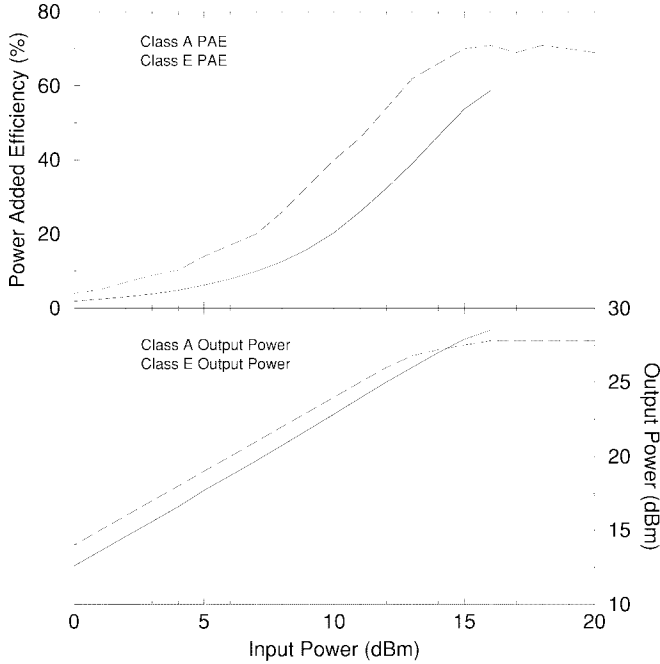 80
Class A PAE
Class E PAE
60
40
20
0
Power Added Efficiency (%)
30
Class A Output Power
Class E Output Power
25
20
15
10
Output Power (dBm)
0
5
10
15
20
Input Power (dBm)